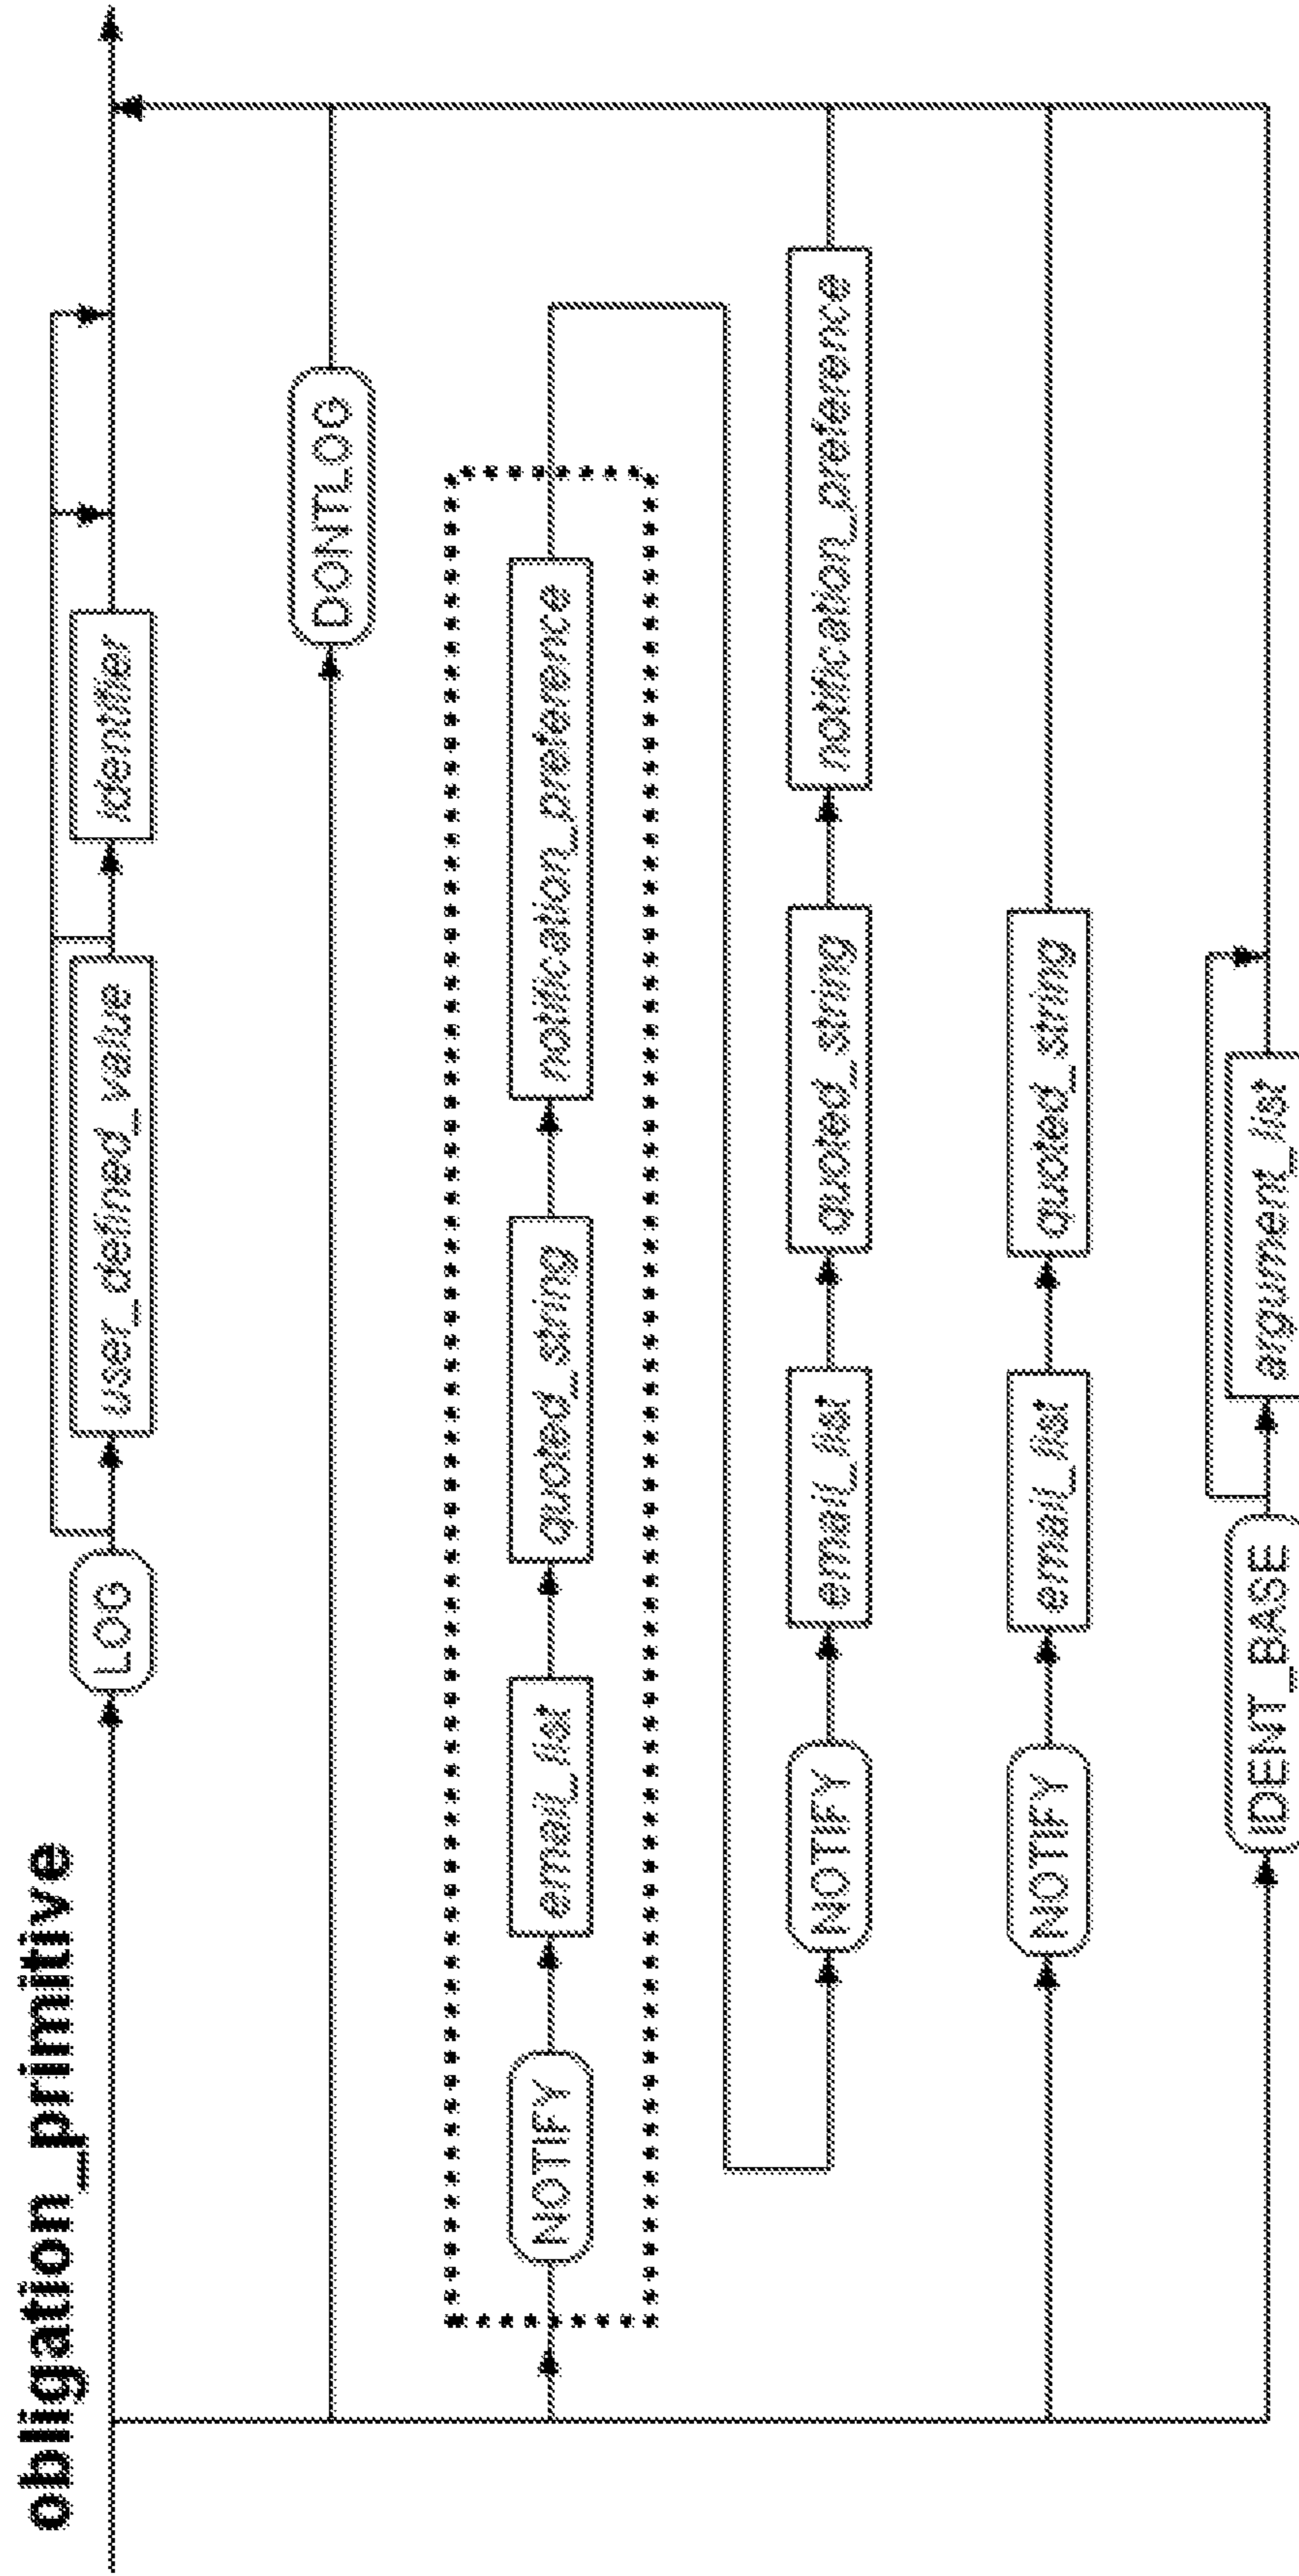 obligation_primitive
LOG user_defined_value identifier
DONTLOG
NOTIFY email_list quoted_string notification_preference
NOTIFY email_list quoted_string notification_preference
NOTIFY email_list quoted_string
IDENT_BASE argument_list